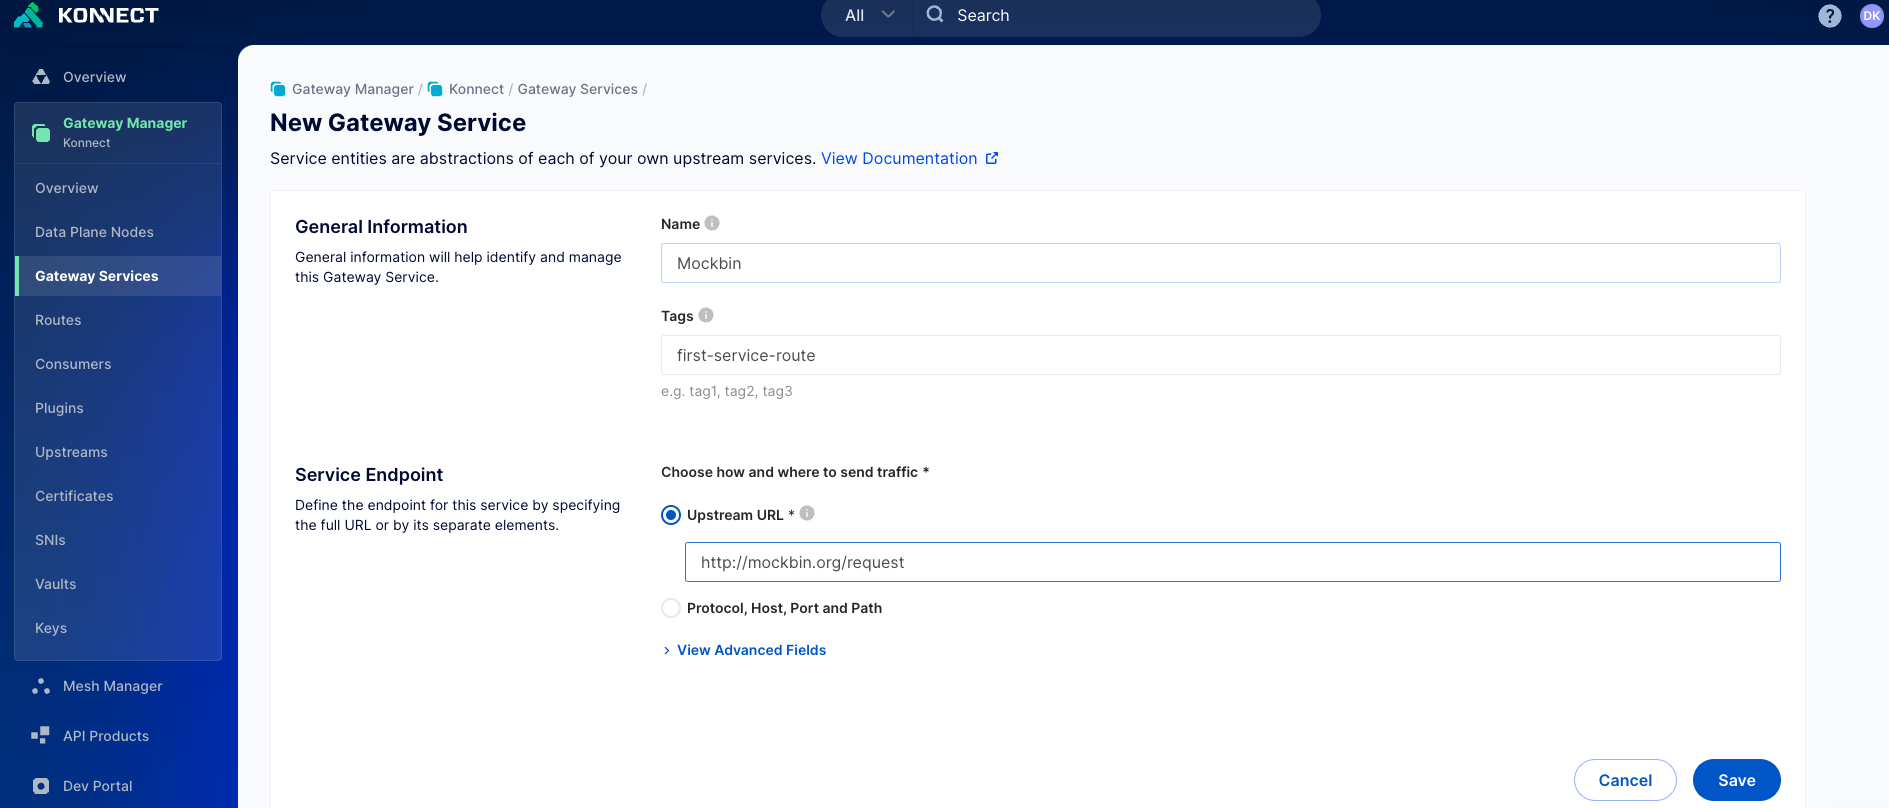 KONNECT
All
Search
?
DK
Overview
Gateway Manager
Konnect
Overview
Data Plane Nodes
Gateway Services
Routes
Consumers
Plugins
Upstreams
Certificates
SNIs
Vaults
Keys
Mesh Manager
API Products
Dev Portal
Gateway Manager / Konnect / Gateway Services /
New Gateway Service
Service entities are abstractions of each of your own upstream services. View Documentation
General Information
General information will help identify and manage
this Gateway Service.
Name
Mockbin
Tags
first-service-route
e.g. tag1, tag2, tag3
Service Endpoint
Define the endpoint for this service by specifying
the full URL or by its separate elements.
Choose how and where to send traffic *
Upstream URL *
http://mockbin.org/request
Protocol, Host, Port and Path
View Advanced Fields
Cancel
Save